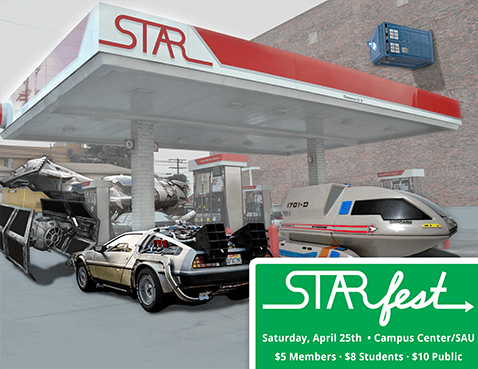 STAR
1701-D
STARfest
Saturday, April 25th • Campus Center/SAU
$5 Members · $8 Students · $10 Public